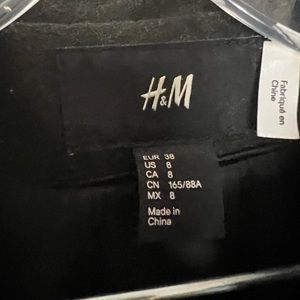 H&M
Fabriqué en
Chine
EUR 38
US 8
CA 8
CN 165/88A
MX 8
Made in
China